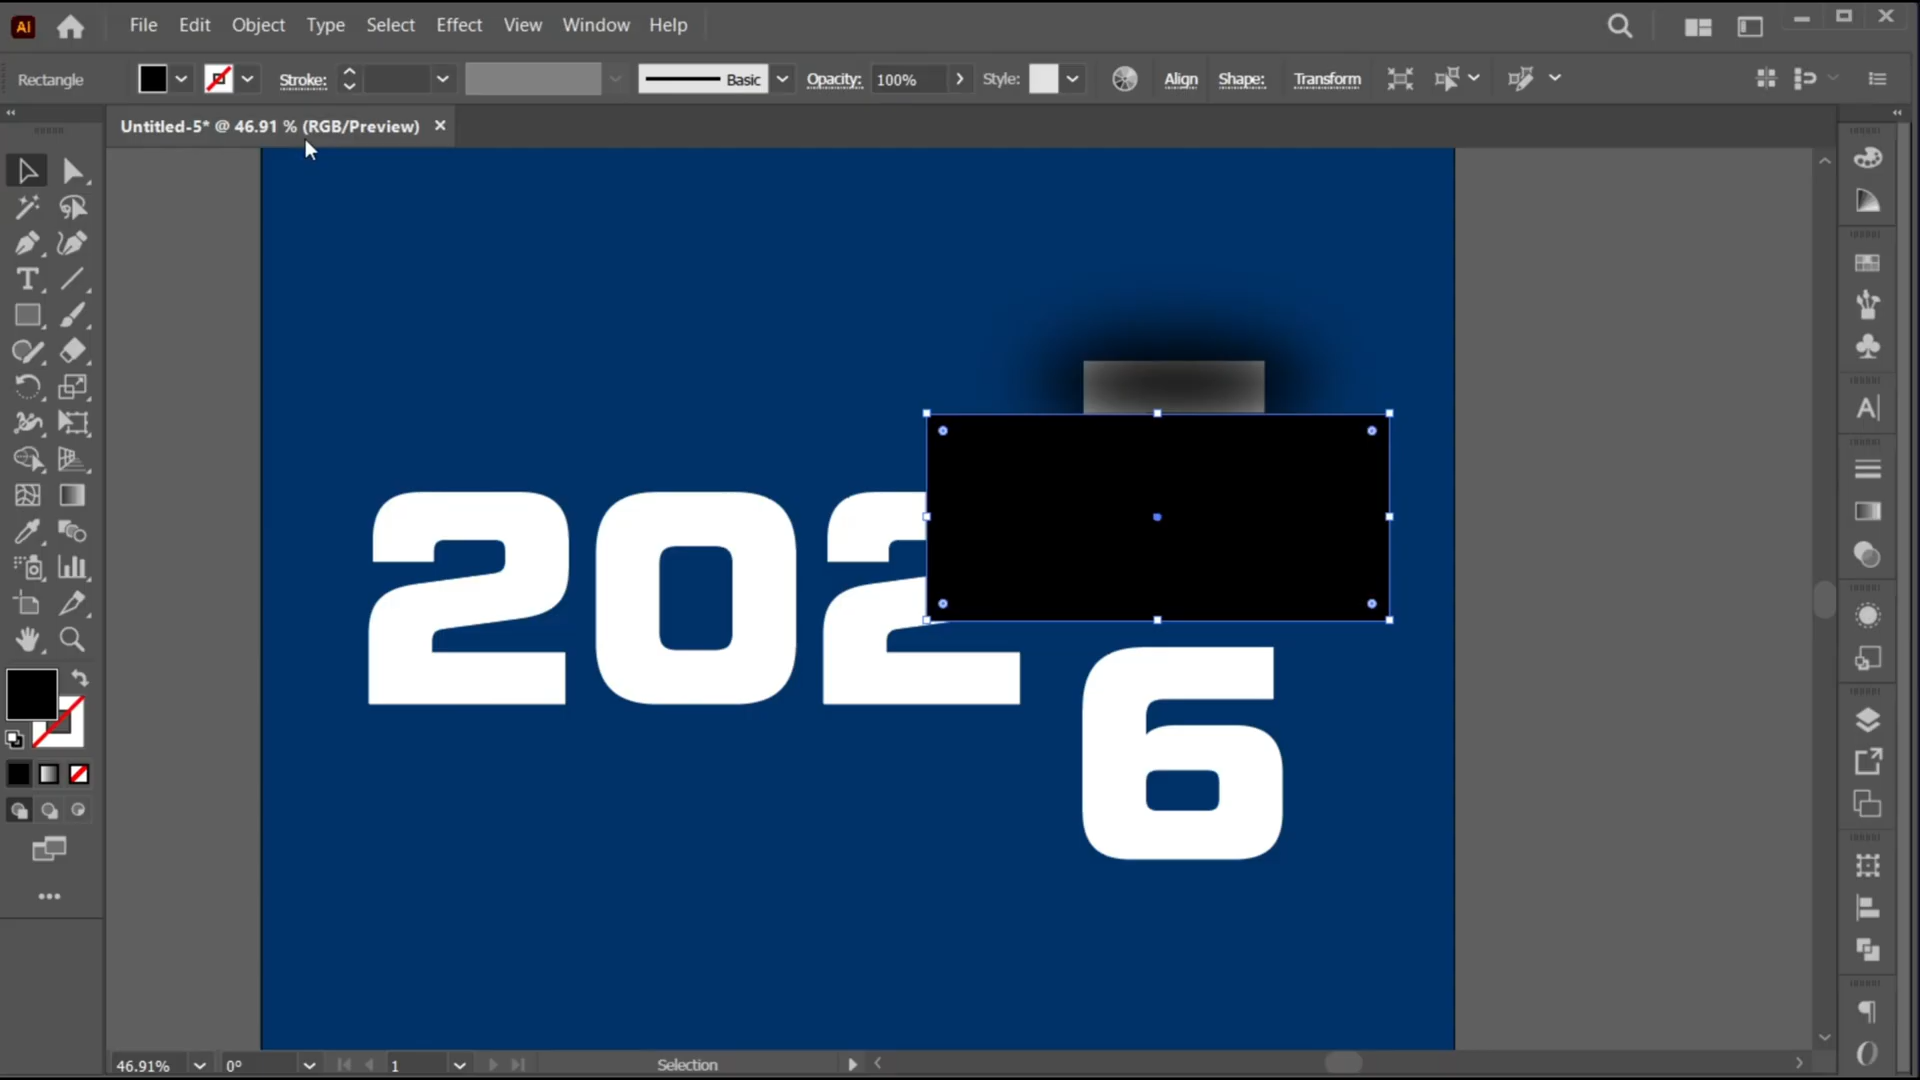 Ai File Edit Object Type Select Effect View Window Help
Rectangle Stroke: Basic Opacity: 100% Style: Align Shape: Transform
Untitled-5* @ 46.91 % (RGB/Preview)
202
6
46.91% 0° 1 Selection